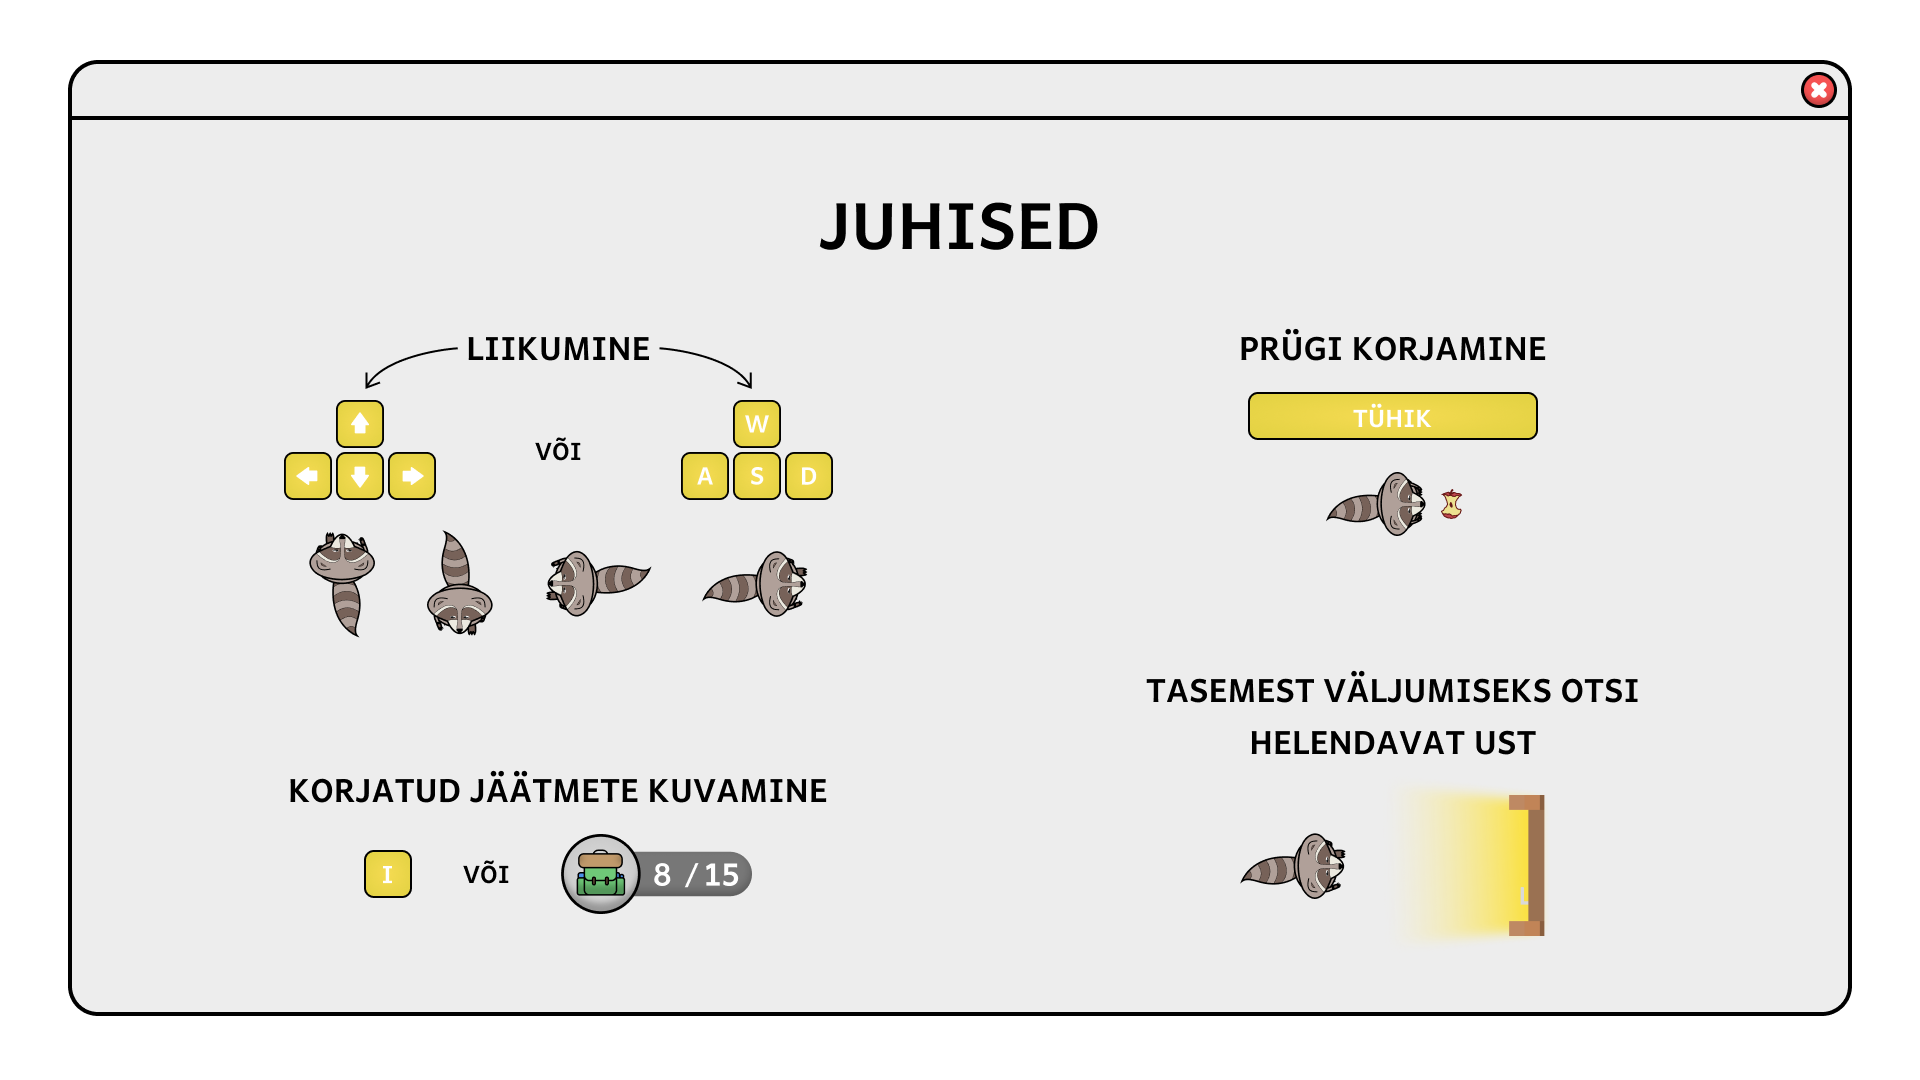 JUHISED
LIIKUMINE
VÕI
W
A S D
PRÜGI KORJAMINE
TÜHIK
KORJATUD JÄÄTMETE KUVAMINE
I VÕI 8 / 15
TASEMEST VÄLJUMISEKS OTSI
HELENDAVAT UST